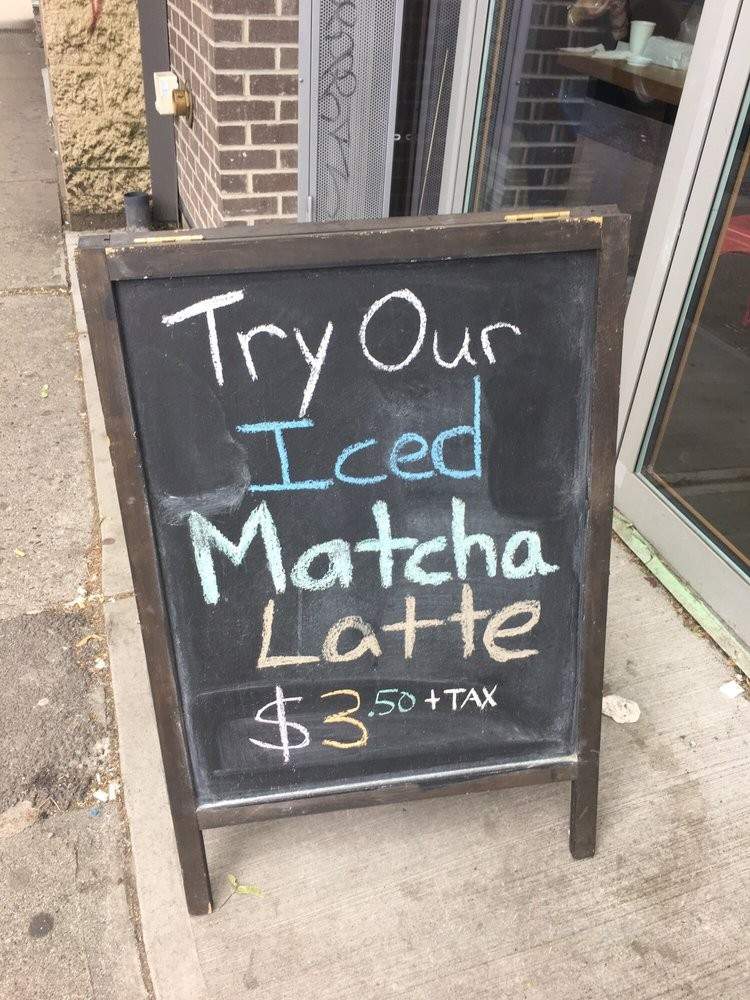 Try Our
Iced
Matcha
Latte
$3.50 + TAX